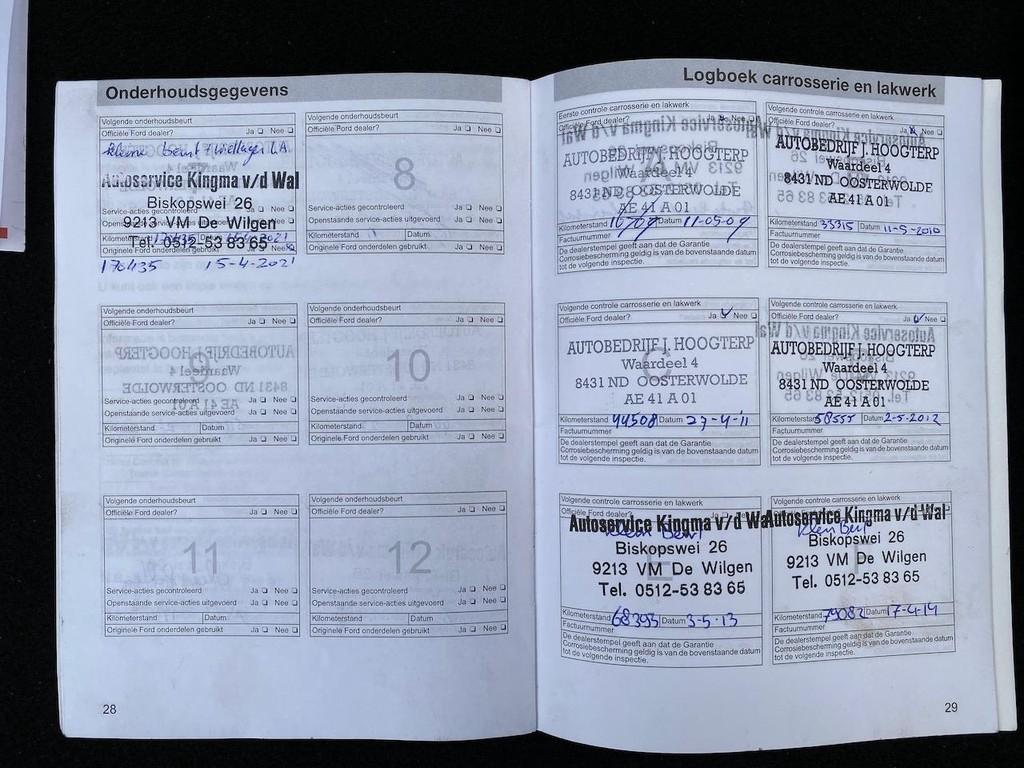 Onderhoudsgegevens
Volgende onderhoudsbeurt
Officiële Ford dealer? Ja Nee
kleine beurt + wiellager L.A.
Autoservice Kingma v/d Wal
Biskopswei 26
Service-acties gecontroleerd
9213 VM De Wilgen
Tel. 0512-53 83 65
Originele Ford onderdelen gebruikt Nee
170435 15-4-2021
Volgende onderhoudsbeurt
Officiële Ford dealer? Ja Nee
8
Service-acties gecontroleerd
Openstaande service-acties uitgevoerd
Kilometerstand Datum
Originele Ford onderdelen gebruikt Ja Nee
Volgende onderhoudsbeurt
Officiële Ford dealer? Ja Nee
9
Service-acties gecontroleerd
Openstaande service-acties uitgevoerd
Kilometerstand Datum
Originele Ford onderdelen gebruikt Ja Nee
Volgende onderhoudsbeurt
Officiële Ford dealer? Ja Nee
10
Service-acties gecontroleerd
Openstaande service-acties uitgevoerd
Kilometerstand Datum
Originele Ford onderdelen gebruikt Ja Nee
Volgende onderhoudsbeurt
Officiële Ford dealer? Ja Nee
11
Service-acties gecontroleerd Ja Nee
Openstaande service-acties uitgevoerd Ja Nee
Kilometerstand Datum
Originele Ford onderdelen gebruikt Ja Nee
Volgende onderhoudsbeurt
Officiële Ford dealer? Ja Nee
12
Service-acties gecontroleerd Ja Nee
Openstaande service-acties uitgevoerd Ja Nee
Kilometerstand Datum
Originele Ford onderdelen gebruikt Ja Nee
28
Logboek carrosserie en lakwerk
Eerste controle carrosserie en lakwerk
Officiële Ford dealer? Ja Nee
AUTOBEDRIJF J. HOOGTERP
Waardeel 4
8431 ND OOSTERWOLDE
AE 41 A 01
Kilometerstand Datum 11-05-09
Factuurnummer
De dealerstempel geeft aan dat de Garantie
Corrosiebescherming geldig is van de bovenstaande datum
tot de volgende inspectie.
Volgende controle carrosserie en lakwerk
Officiële Ford dealer? Ja Nee
AUTOBEDRIJF J. HOOGTERP
Waardeel 4
8431 ND OOSTERWOLDE
AE 41 A 01
Kilometerstand 35315 Datum 11-5-2010
Factuurnummer
De dealerstempel geeft aan dat de Garantie
Corrosiebescherming geldig is van de bovenstaande datum
tot de volgende inspectie.
Volgende controle carrosserie en lakwerk
Officiële Ford dealer? Ja Nee
C
AUTOBEDRIJF J. HOOGTERP
Waardeel 4
8431 ND OOSTERWOLDE
AE 41 A 01
Kilometerstand 44508 Datum 27-4-'11
Factuurnummer
De dealerstempel geeft aan dat de Garantie
Corrosiebescherming geldig is van de bovenstaande datum
tot de volgende inspectie.
Volgende controle carrosserie en lakwerk
Officiële Ford dealer? Ja Nee
AUTOBEDRIJF J. HOOGTERP
Waardeel 4
8431 ND OOSTERWOLDE
AE 41 A 01
Kilometerstand 58555 Datum 2-5-2012
Factuurnummer
De dealerstempel geeft aan dat de Garantie
Corrosiebescherming geldig is van de bovenstaande datum
tot de volgende inspectie.
Volgende controle carrosserie en lakwerk
Officiële Ford dealer? Ja Nee
Autoservice Kingma v/d Wal
Biskopswei 26
E
9213 VM De Wilgen
Tel. 0512-53 83 65
Kilometerstand 68393 Datum 3-5-13
Factuurnummer
De dealerstempel geeft aan dat de Garantie
Corrosiebescherming geldig is van de bovenstaande datum
tot de volgende inspectie.
Volgende controle carrosserie en lakwerk
Autoservice Kingma v/d Wal
Biskopswei 26
9213 VM De Wilgen
Tel. 0512-53 83 65
Kilometerstand 79082 Datum 17-4-14
Factuurnummer
De dealerstempel geeft aan dat de Garantie
Corrosiebescherming geldig is van de bovenstaande datum
tot de volgende inspectie.
29